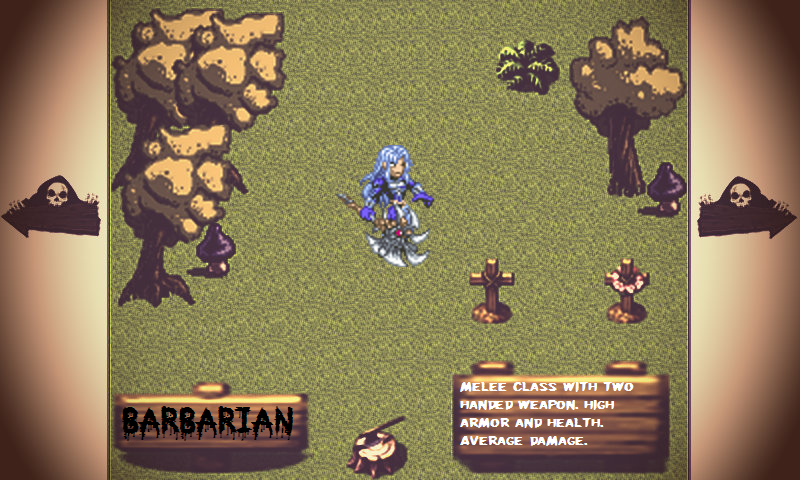 BARBARIAN
MELEE CLASS WITH TWO
HANDED WEAPON. HIGH
ARMOR AND HEALTH.
AVERAGE DAMAGE.